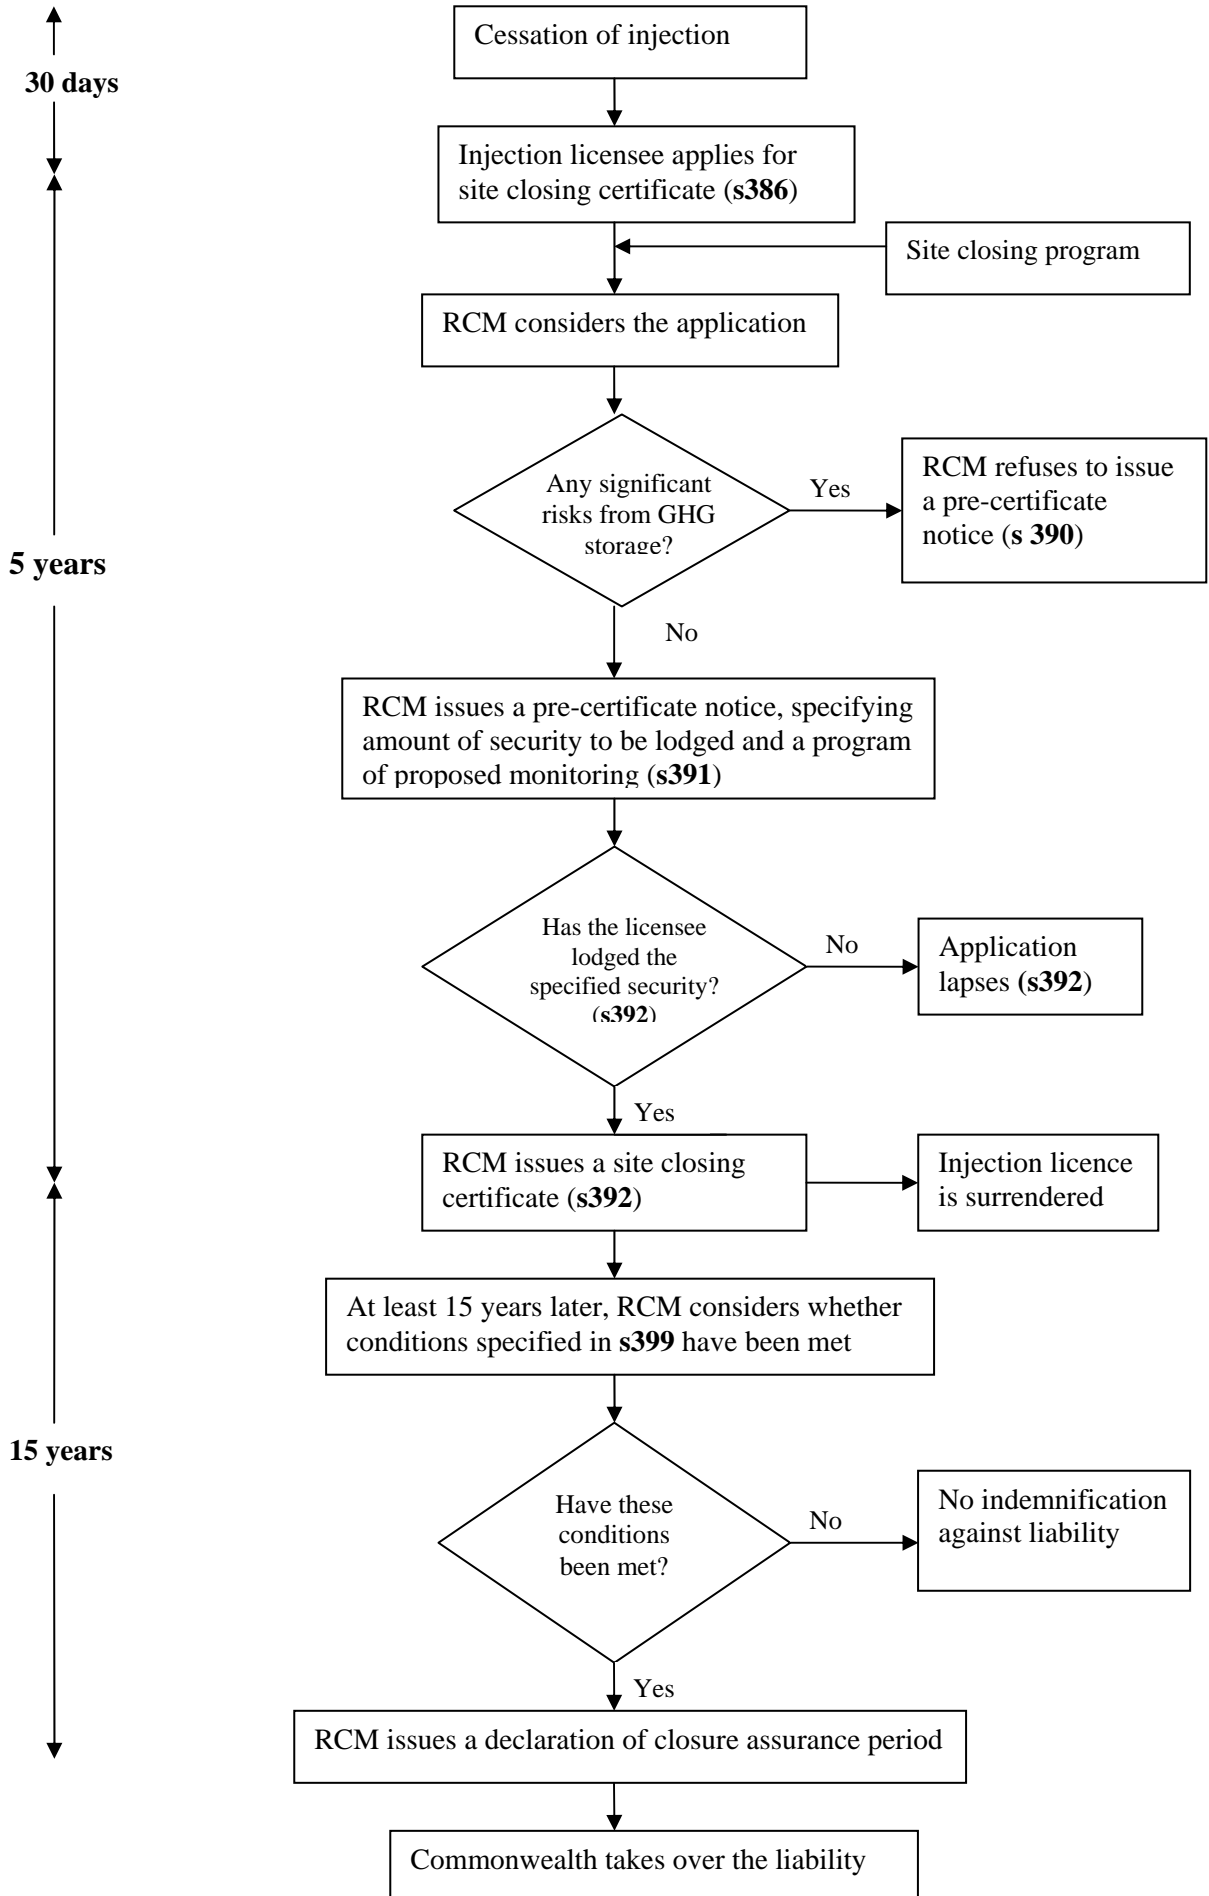 Cessation of injection
30 days
Injection licensee applies for
site closing certificate (s386)
Site closing program
RCM considers the application
Any significant
risks from GHG
storage?
Yes
RCM refuses to issue
a pre-certificate
notice (s 390)
5 years
No
RCM issues a pre-certificate notice, specifying
amount of security to be lodged and a program
of proposed monitoring (s391)
Has the licensee
lodged the
specified security?
(s392)
No
Application
lapses (s392)
Yes
RCM issues a site closing
certificate (s392)
Injection licence
is surrendered
At least 15 years later, RCM considers whether
conditions specified in s399 have been met
15 years
Have these
conditions
been met?
No
No indemnification
against liability
Yes
RCM issues a declaration of closure assurance period
Commonwealth takes over the liability